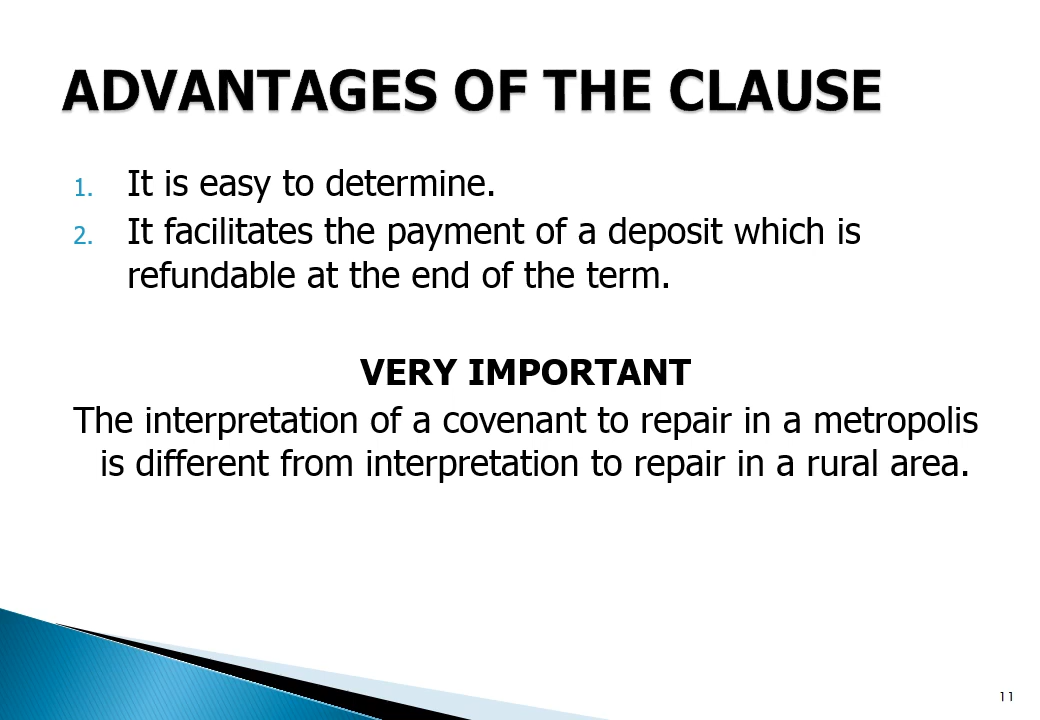 ADVANTAGES OF THE CLAUSE
1. It is easy to determine.
2. It facilitates the payment of a deposit which is
refundable at the end of the term.
VERY IMPORTANT
The interpretation of a covenant to repair in a metropolis
is different from interpretation to repair in a rural area.
11